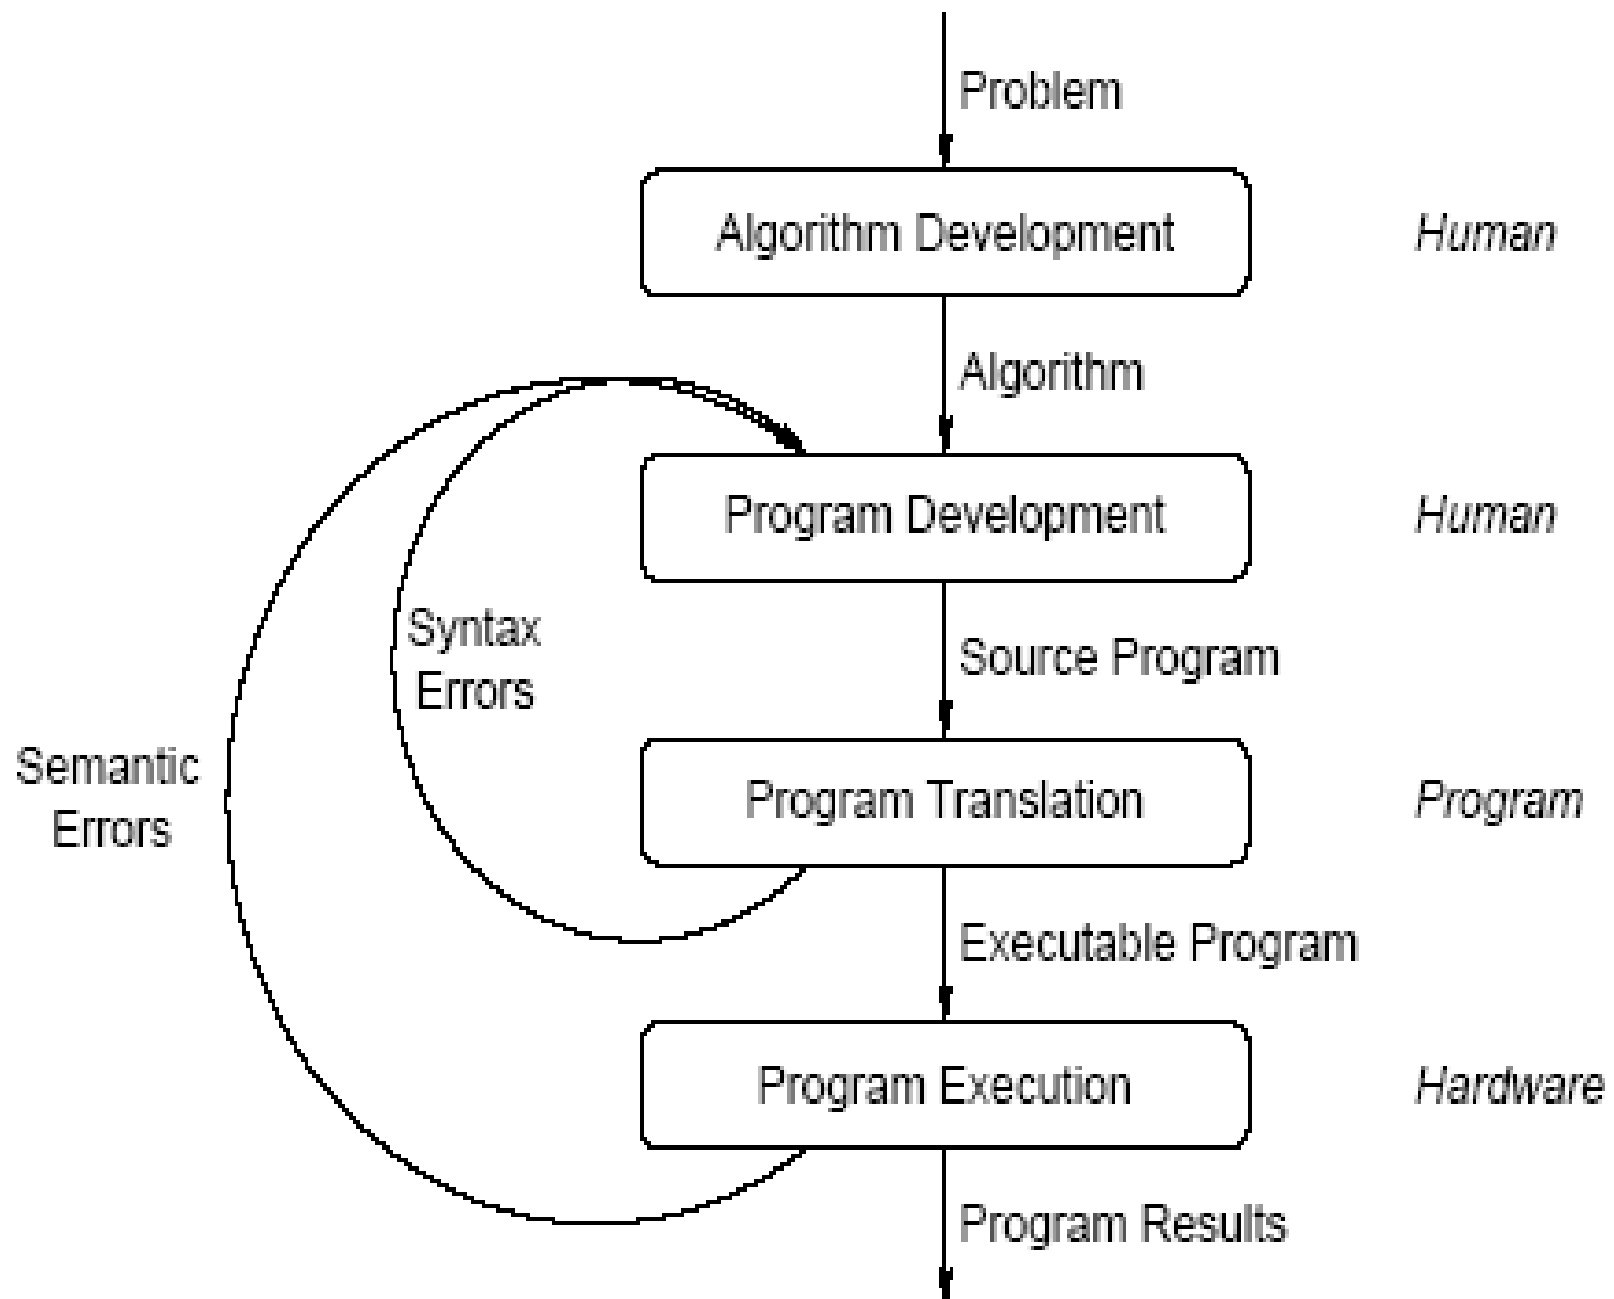 Problem
Algorithm Development
Human
Algorithm
Program Development
Human
Syntax
Errors
Source Program
Semantic
Errors
Program Translation
Program
Executable Program
Program Execution
Hardware
Program Results